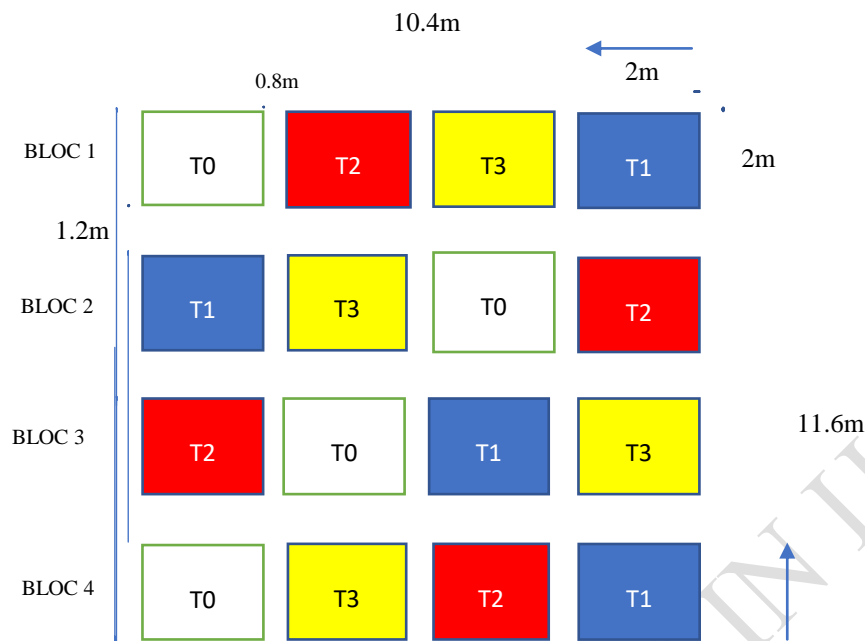 10.4m
2m
0.8m
BLOC 1
T0 T2 T3 T1
2m
1.2m
BLOC 2
T1 T3 T0 T2
BLOC 3
T2 T0 T1 T3
11.6m
BLOC 4
T0 T3 T2 T1